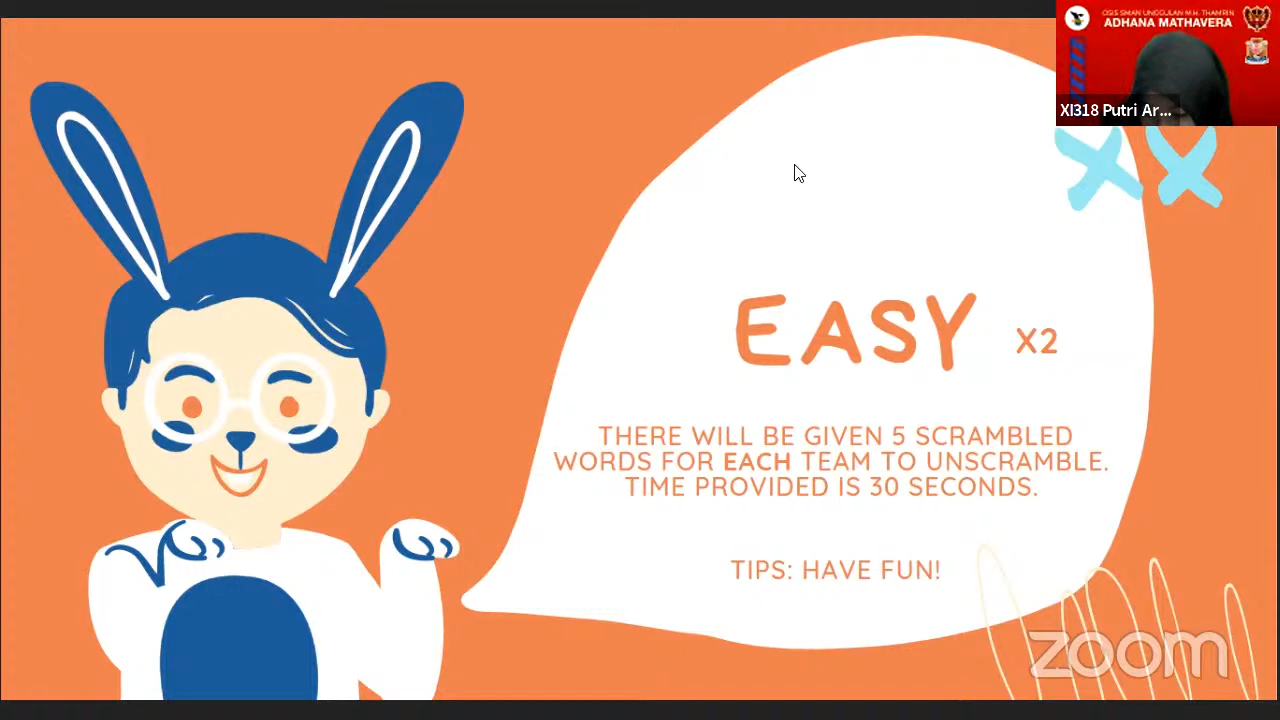 OSIS SMAN UNGGULAN M.H. THAMRIN
ADHANA MATHAVERA
XI318 Putri Ar...
EASY X2
THERE WILL BE GIVEN 5 SCRAMBLED
WORDS FOR EACH TEAM TO UNSCRAMBLE.
TIME PROVIDED IS 30 SECONDS.
TIPS: HAVE FUN!
zoom